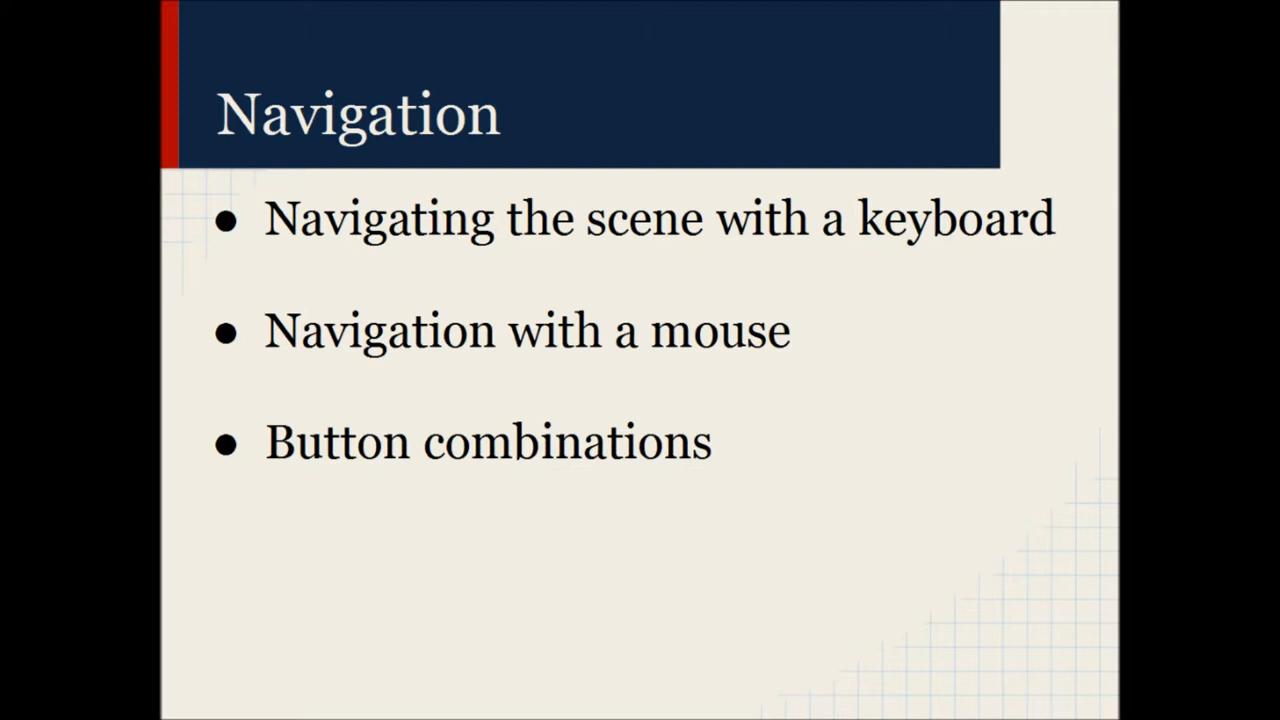 Navigation
● Navigating the scene with a keyboard
● Navigation with a mouse
● Button combinations